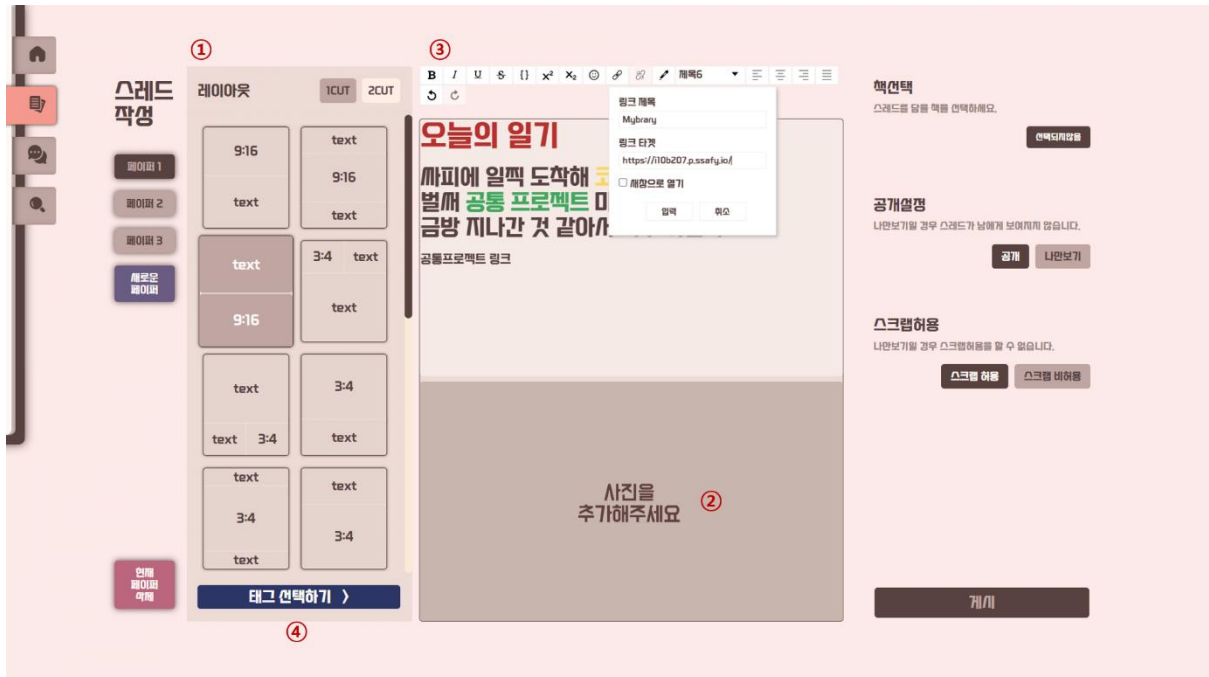 ①
③
스레드
작성
페이퍼 1
페이퍼 2
페이퍼 3
새로운
페이퍼
현재
페이퍼
삭제
레이아웃
1CUT 2CUT
9:16
text
text
9:16
text
text
9:16
3:4 text
text
text
text 3:4
3:4
text
text
3:4
text
text
3:4
태그 선택하기 〉
④
B I U S {} x² X₂ 제목6
링크 제목
Mybrary
링크 타겟
https://i10b207.p.ssafy.io/
새창으로 열기
입력 취소
오늘의 일기
싸피에 일찍 도착해
벌써 공통 프로젝트
금방 지나간 것 같아서
공통프로젝트 링크
사진을
추가해주세요
②
책선택
스레드를 담을 책을 선택하세요.
선택되지않음
공개설정
나만보기일 경우 스레드가 남에게 보여지지 않습니다.
공개 나만보기
스크랩허용
나만보기일 경우 스크랩허용을 할 수 없습니다.
스크랩 허용 스크랩 비허용
게시